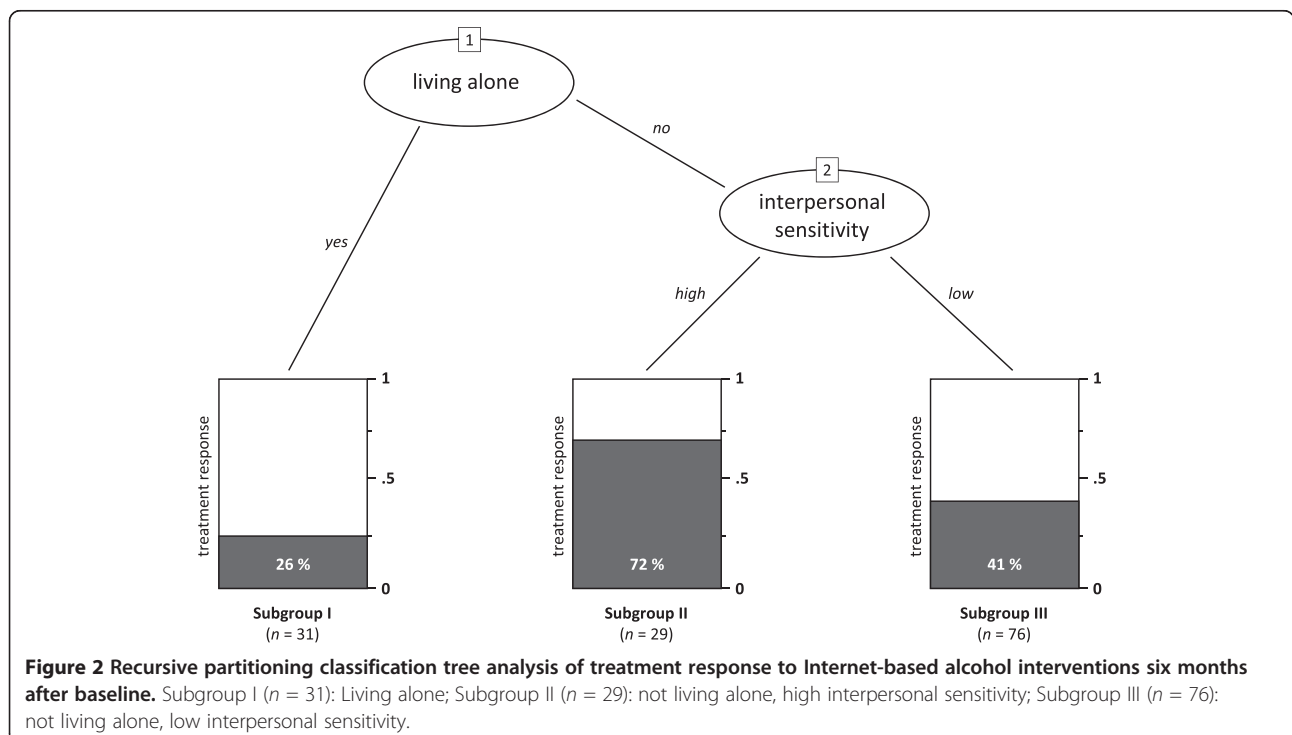 1
living alone
no
2
interpersonal
sensitivity
yes
high
low
treatment response
1
.5
0
26 %
treatment response
1
.5
0
72 %
treatment response
1
.5
0
41 %
Subgroup I
(n = 31)
Subgroup II
(n = 29)
Subgroup III
(n = 76)
Figure 2 Recursive partitioning classification tree analysis of treatment response to Internet-based alcohol interventions six months
after baseline. Subgroup I (n = 31): Living alone; Subgroup II (n = 29): not living alone, high interpersonal sensitivity; Subgroup III (n = 76):
not living alone, low interpersonal sensitivity.